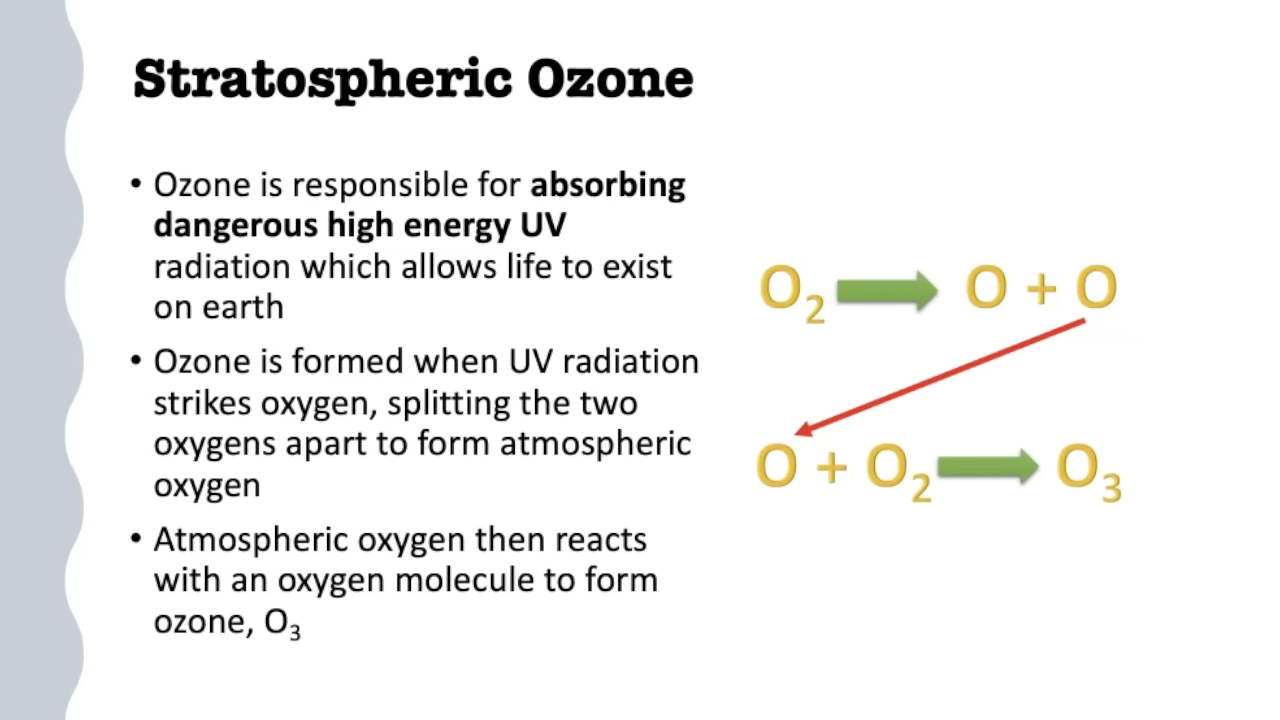 Stratospheric Ozone
• Ozone is responsible for absorbing
dangerous high energy UV
radiation which allows life to exist
on earth
• Ozone is formed when UV radiation
strikes oxygen, splitting the two
oxygens apart to form atmospheric
oxygen
• Atmospheric oxygen then reacts
with an oxygen molecule to form
ozone, O₃
O₂ O + O
O + O₂ O₃